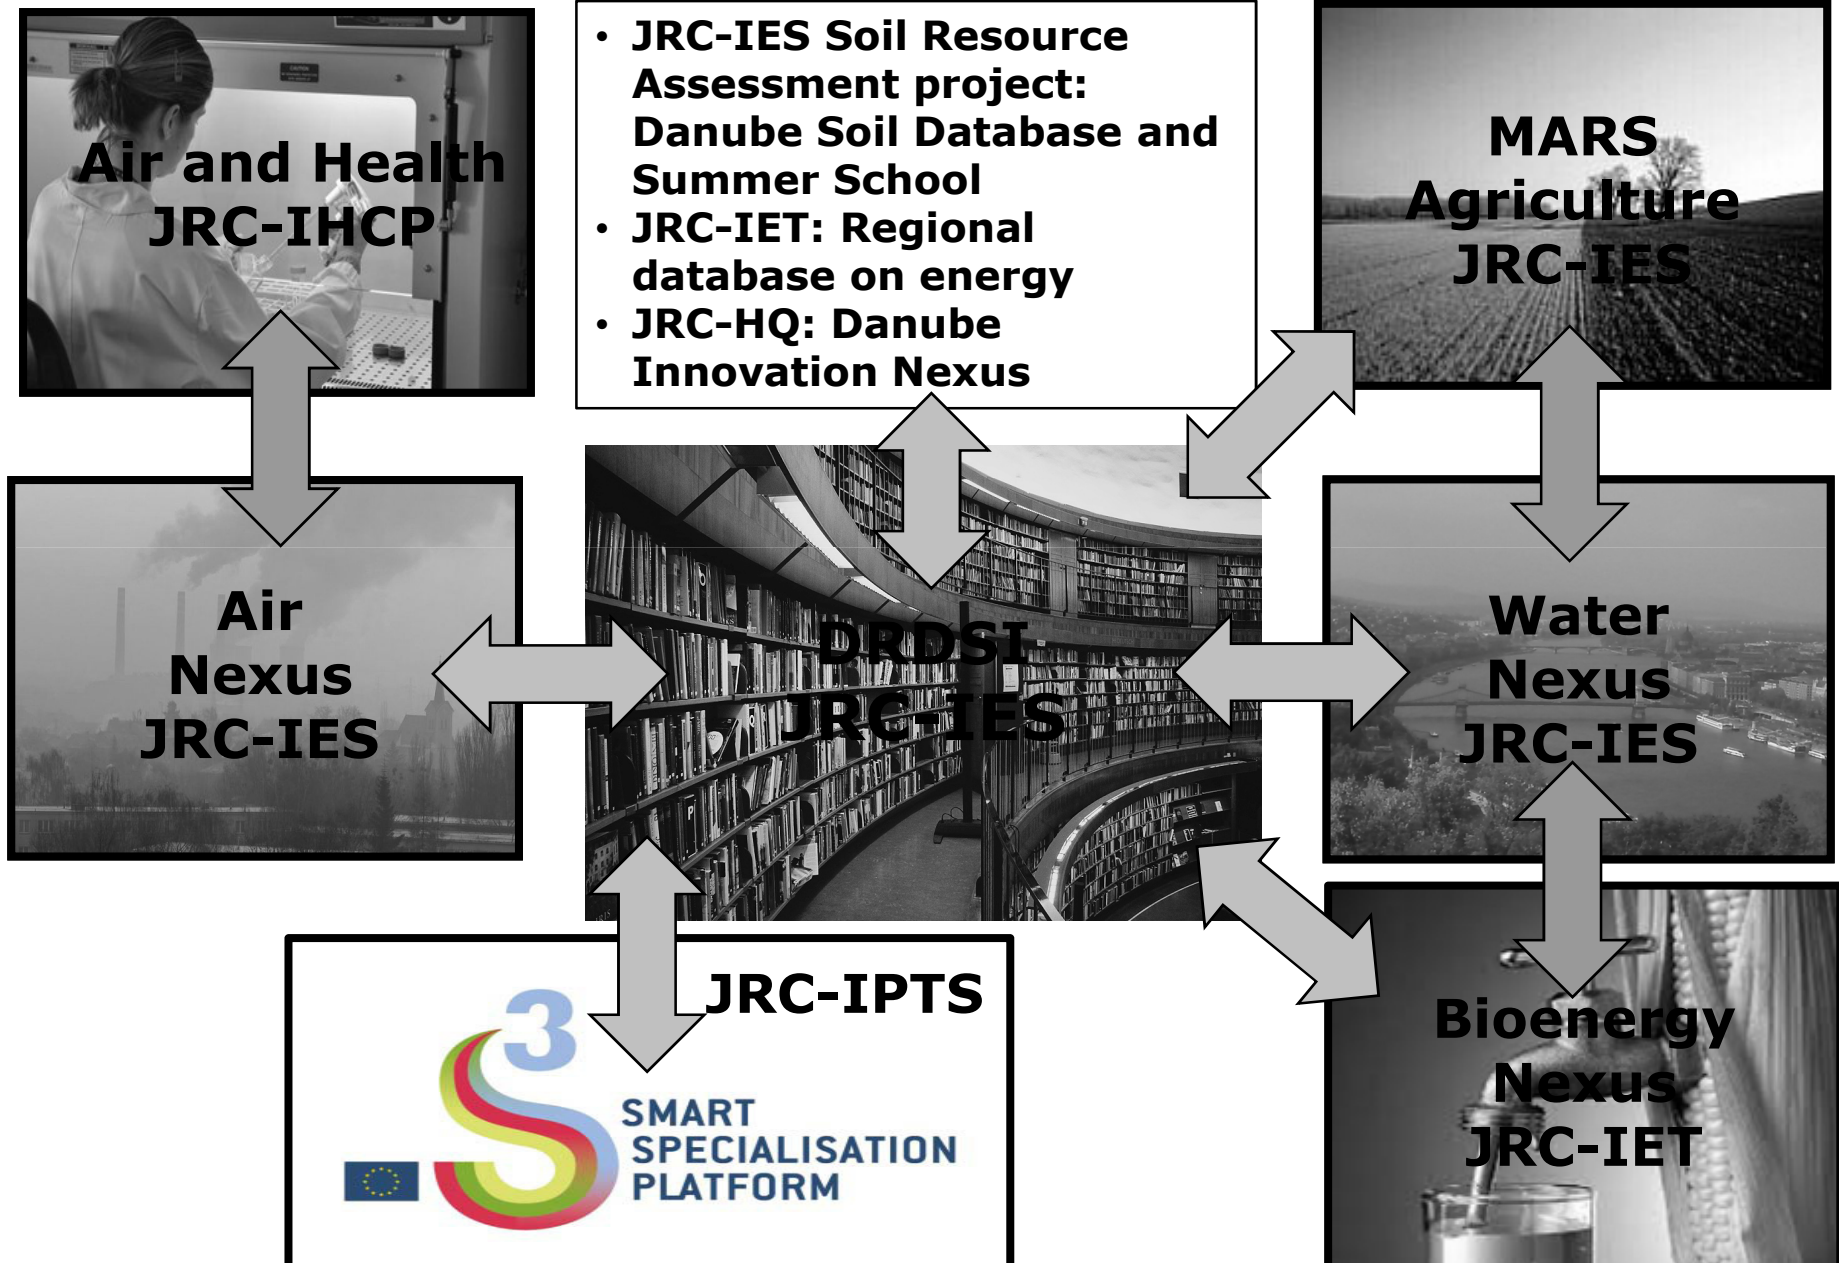 Air and Health
JRC-IHCP
• JRC-IES Soil Resource
Assessment project:
Danube Soil Database and
Summer School
• JRC-IET: Regional
database on energy
• JRC-HQ: Danube
Innovation Nexus
MARS
Agriculture
JRC-IES
Air
Nexus
JRC-IES
DRDSI
JRC-IES
Water
Nexus
JRC-IES
JRC-IPTS
S3
SMART
SPECIALISATION
PLATFORM
Bioenergy
Nexus
JRC-IET